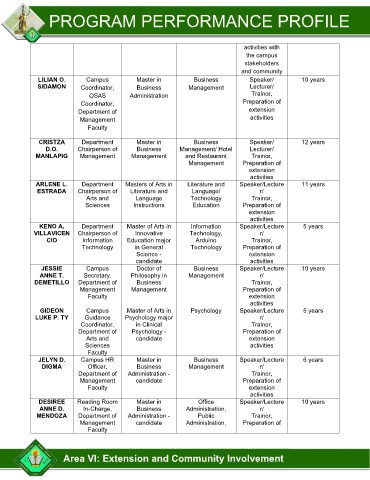 PROGRAM PERFORMANCE PROFILE
activities with
the campus
stakeholders
and community
LILIAN O. Campus Master in Business Speaker/ 10 years
SIDAMON Coordinator, Business Management Lecturer/
OSAS Administration Trainor,
Coordinator, Preparation of
Department of extension
Management activities
Faculty
CRISTZA Department Master in Business Speaker/ 12 years
D.O. Chairperson of Business Management/ Hotel Lecturer/
MANLAPIG Management Management and Restaurant Trainor,
Management Preparation of
extension
activities
ARLENE L. Department Masters of Arts in Literature and Speaker/Lecture 11 years
ESTRADA Chairperson of Literature and Language/ r/
Arts and Language Technology Trainor,
Sciences Instructions Education Preparation of
extension
activities
KENO A. Department Master of Arts in Information Speaker/Lecture 5 years
VILLAVICEN Chairperson of Innovative Technology, r/
CIO Information Education major Arduino Trainor,
Technology in General Technology Preparation of
Science - extension
candidate activities
JESSIE Campus Doctor of Business Speaker/Lecture 10 years
ANNE T. Secretary, Philosophy in Management r/
DEMETILLO Department of Business Trainor,
Management Management Preparation of
Faculty extension
activities
GIDEON Campus Master of Arts in Psychology Speaker/Lecture 5 years
LUKE P. TY Guidance Psychology major r/
Coordinator, in Clinical Trainor,
Department of Psychology - Preparation of
Arts and candidate extension
Sciences activities
Faculty
JELYN D. Campus HR Master in Business Speaker/Lecture 6 years
DIGMA Officer, Business Management r/
Department of Administration - Trainor,
Management candidate Preparation of
Faculty extension
activities
DESIREE Reading Room Master in Office Speaker/Lecture 10 years
ANNE D. In-Charge, Business Administration, r/
MENDOZA Department of Administration - Public Trainor,
Management candidate Administration, Preparation of
Faculty
Area VI: Extension and Community Involvement